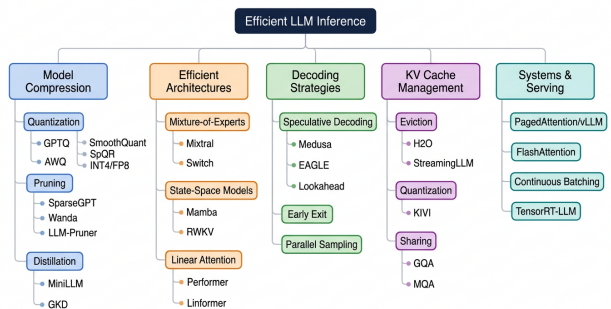 Efficient LLM Inference
Model
Compression
Quantization
GPTQ
AWQ
SmoothQuant
SpQR
INT4/FP8
Pruning
SparseGPT
Wanda
LLM-Pruner
Distillation
MiniLLM
GKD
Efficient
Architectures
Mixture-of-Experts
Mixtral
Switch
State-Space Models
Mamba
RWKV
Linear Attention
Performer
Linformer
Decoding
Strategies
Speculative Decoding
Medusa
EAGLE
Lookahead
Early Exit
Parallel Sampling
KV Cache
Management
Eviction
H2O
StreamingLLM
Quantization
KIVI
Sharing
GQA
MQA
Systems &
Serving
PagedAttention/vLLM
FlashAttention
Continuous Batching
TensorRT-LLM